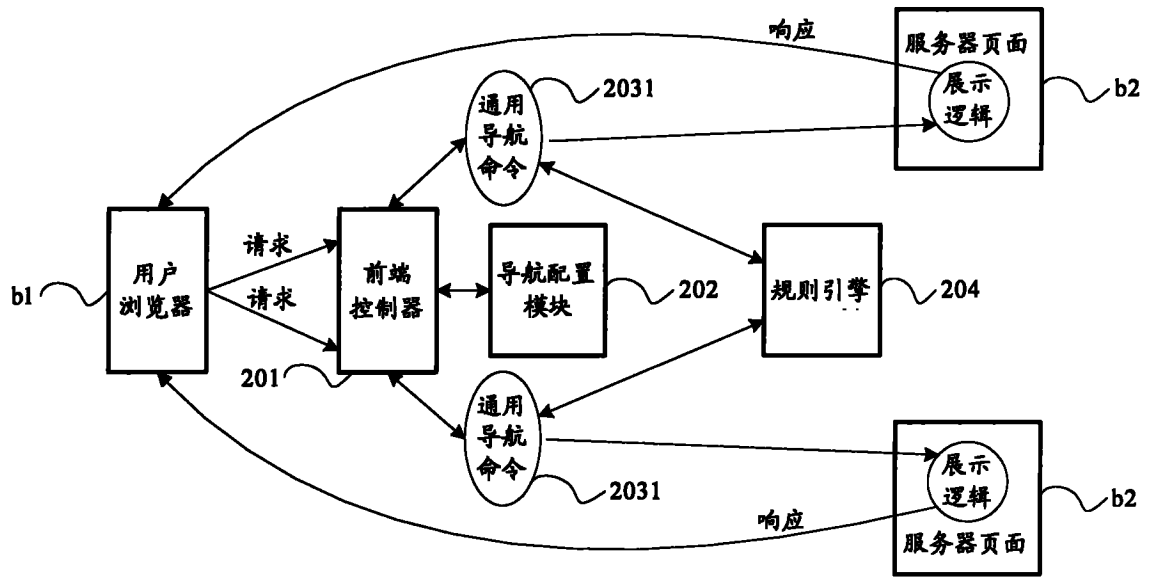 响应
服务器页面
展示
逻辑
b2
通用
导航
命令
2031
用户
浏览器
b1
请求
请求
前端
控制器
201
导航配置
模块
202
规则引擎
204
通用
导航
命令
2031
响应
展示
逻辑
服务器页面
b2